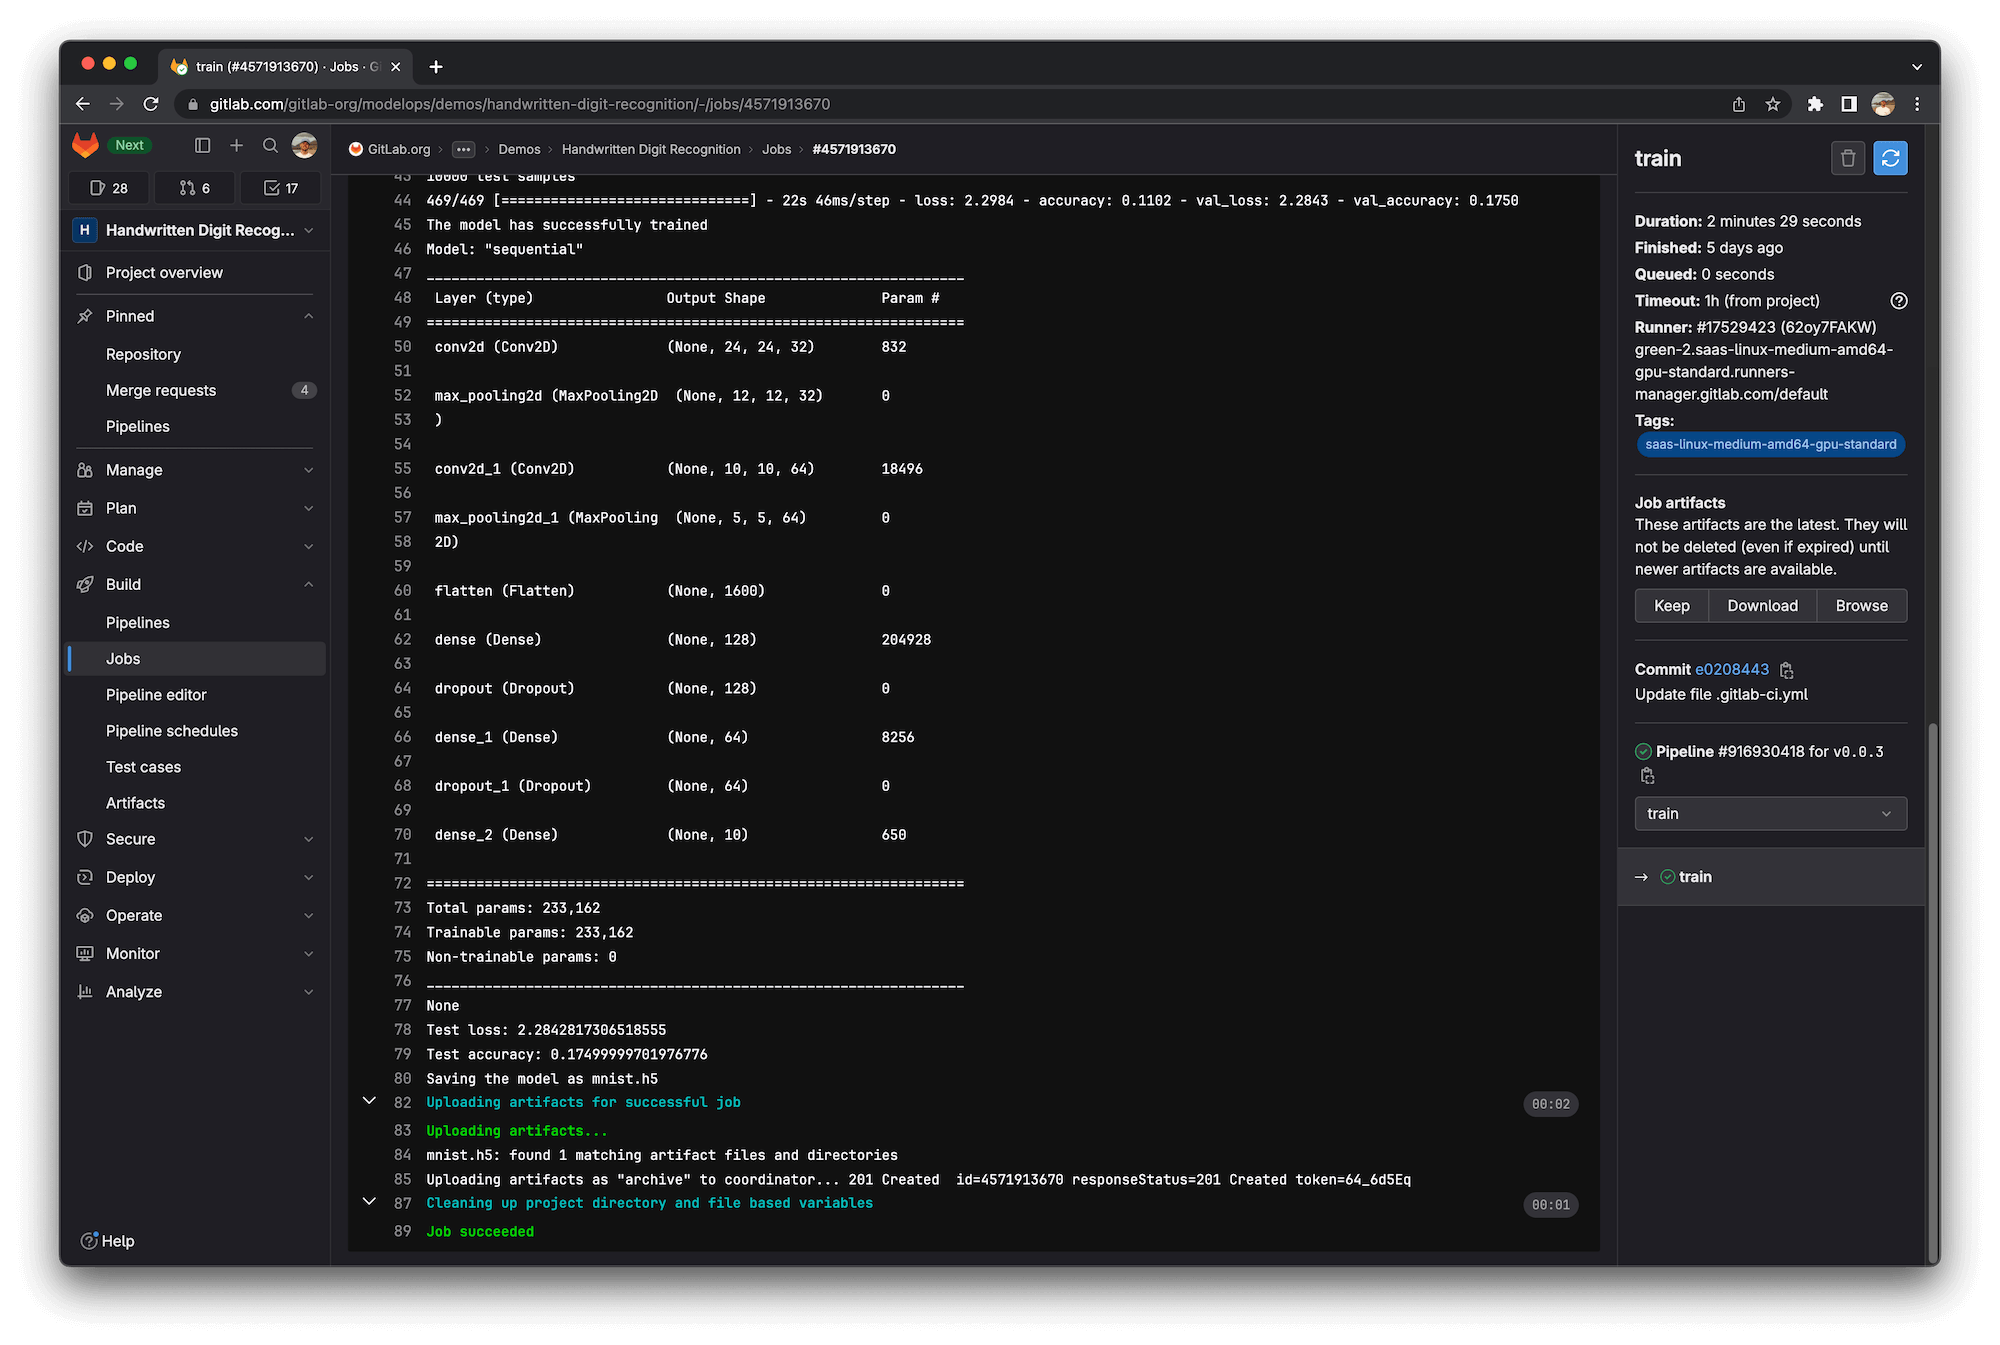 train (#4571913670) · Jobs · G
gitlab.com/gitlab-org/modelops/demos/handwritten-digit-recognition/-/jobs/4571913670
Next
28
6
17
H Handwritten Digit Recog...
Project overview
Pinned
Repository
Merge requests 4
Pipelines
Manage
Plan
Code
Build
Pipelines
Jobs
Pipeline editor
Pipeline schedules
Test cases
Artifacts
Secure
Deploy
Operate
Monitor
Analyze
Help
GitLab.org › ••• › Demos › Handwritten Digit Recognition › Jobs › #4571913670
43 10000 test samples
44 469/469 [==============================] - 22s 46ms/step - loss: 2.2984 - accuracy: 0.1102 - val_loss: 2.2843 - val_accuracy: 0.1750
45 The model has successfully trained
46 Model: "sequential"
47 _________________________________________________________________
48 Layer (type) Output Shape Param #
49 =================================================================
50 conv2d (Conv2D) (None, 24, 24, 32) 832
51
52 max_pooling2d (MaxPooling2D (None, 12, 12, 32) 0
53 )
54
55 conv2d_1 (Conv2D) (None, 10, 10, 64) 18496
56
57 max_pooling2d_1 (MaxPooling (None, 5, 5, 64) 0
58 2D)
59
60 flatten (Flatten) (None, 1600) 0
61
62 dense (Dense) (None, 128) 204928
63
64 dropout (Dropout) (None, 128) 0
65
66 dense_1 (Dense) (None, 64) 8256
67
68 dropout_1 (Dropout) (None, 64) 0
69
70 dense_2 (Dense) (None, 10) 650
71
72 =================================================================
73 Total params: 233,162
74 Trainable params: 233,162
75 Non-trainable params: 0
76 _________________________________________________________________
77 None
78 Test loss: 2.2842817306518555
79 Test accuracy: 0.17499999701976776
80 Saving the model as mnist.h5
82 Uploading artifacts for successful job 00:02
83 Uploading artifacts...
84 mnist.h5: found 1 matching artifact files and directories
85 Uploading artifacts as "archive" to coordinator... 201 Created id=4571913670 responseStatus=201 Created token=64_6d5Eq
87 Cleaning up project directory and file based variables 00:01
89 Job succeeded
train
Duration: 2 minutes 29 seconds
Finished: 5 days ago
Queued: 0 seconds
Timeout: 1h (from project)
Runner: #17529423 (62oy7FAKW)
green-2.saas-linux-medium-amd64-
gpu-standard.runners-
manager.gitlab.com/default
Tags:
saas-linux-medium-amd64-gpu-standard
Job artifacts
These artifacts are the latest. They will
not be deleted (even if expired) until
newer artifacts are available.
Keep Download Browse
Commit e0208443
Update file .gitlab-ci.yml
Pipeline #916930418 for v0.0.3
train
→ train